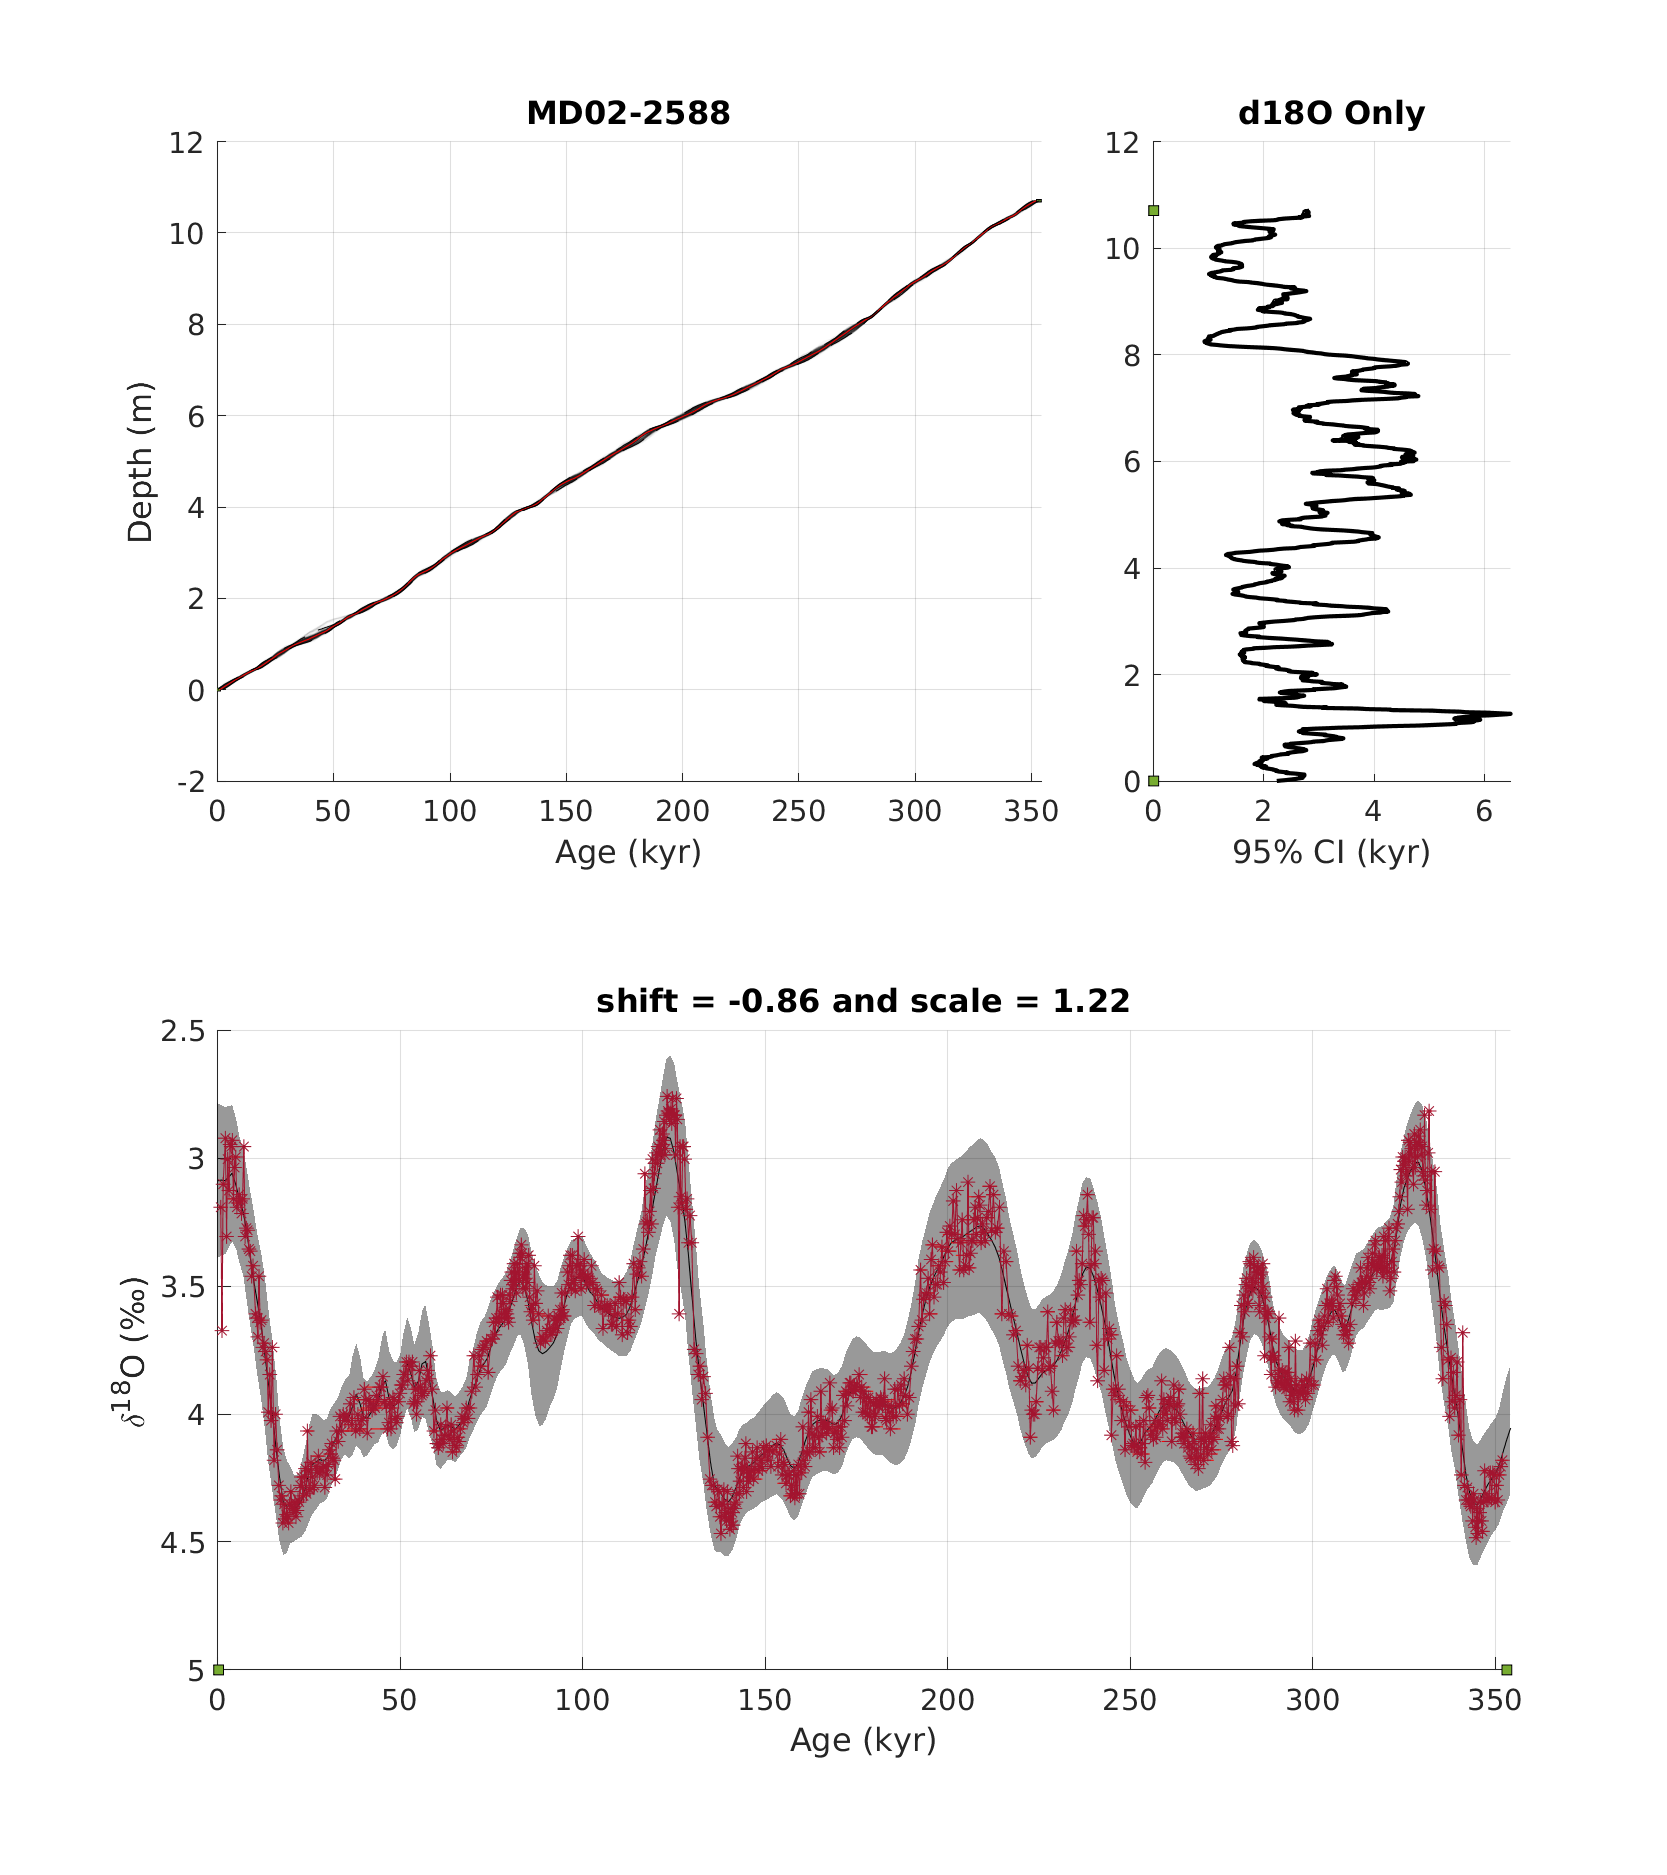 MD02-2588
12
10
8
6
4
2
0
-2
Depth (m)
0 50 100 150 200 250 300 350
Age (kyr)
d18O Only
12
10
8
6
4
2
0
0 2 4 6
95% CI (kyr)
shift = -0.86 and scale = 1.22
2.5
3
3.5
4
4.5
5
δ18O (‰)
0 50 100 150 200 250 300 350
Age (kyr)